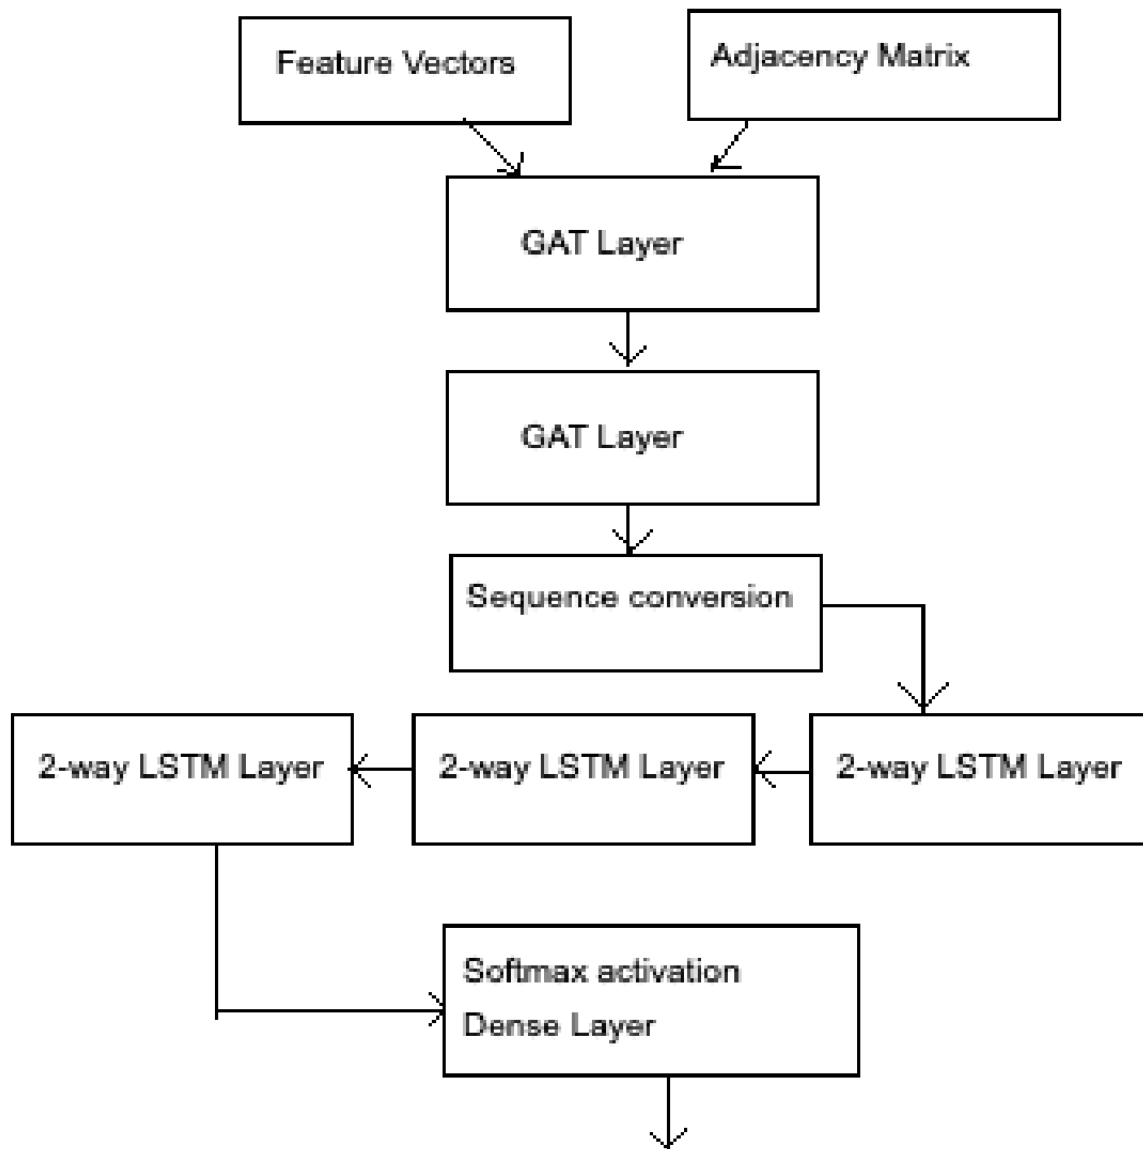 Feature Vectors
Adjacency Matrix
GAT Layer
GAT Layer
Sequence conversion
2-way LSTM Layer
2-way LSTM Layer
2-way LSTM Layer
Softmax activation
Dense Layer